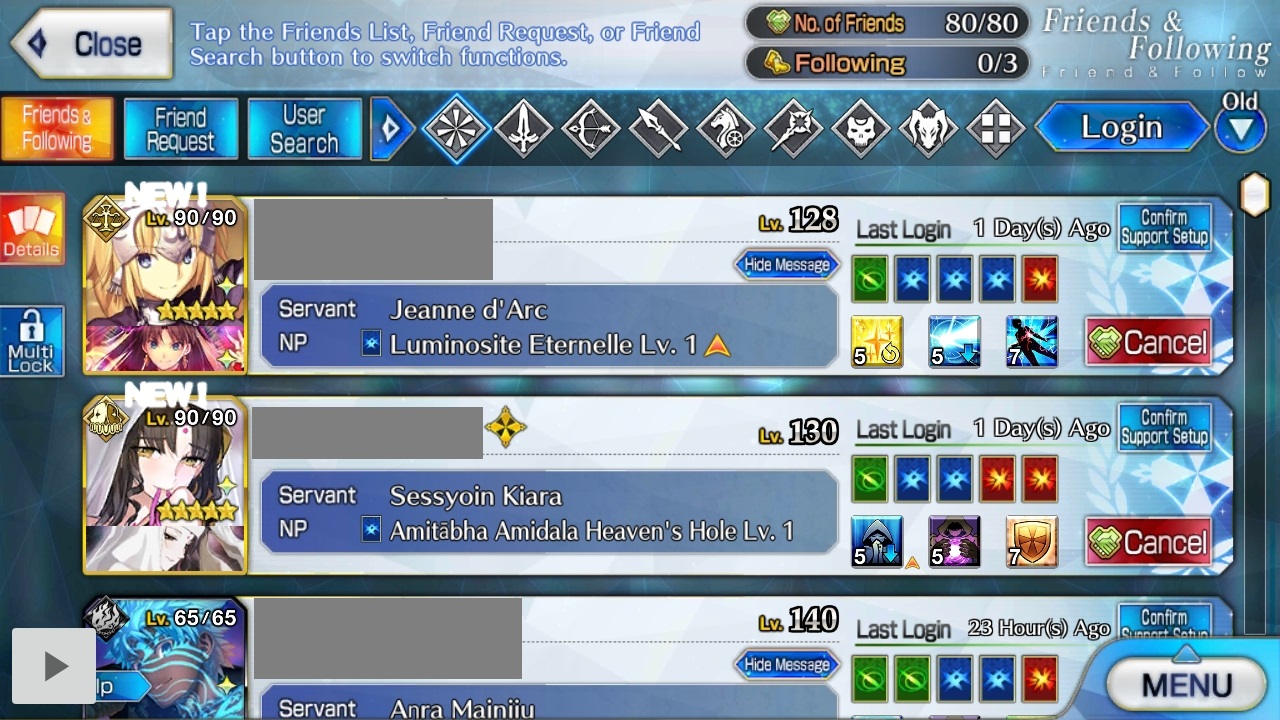 Close
Tap the Friends List, Friend Request, or Friend
Search button to switch functions.
No. of Friends 80/80
Following 0/3
Friends &
Following
Friend & Follow
Friends &
Following
Friend
Request
User
Search
Login
Old
Details
Multi
Lock
NEW!
Lv. 90/90
Lv. 128
Hide Message
Last Login 1 Day(s) Ago
Confirm
Support Setup
Servant Jeanne d'Arc
NP Luminosite Eternelle Lv. 1
5 5 7
Cancel
NEW!
Lv. 90/90
Lv. 130
Last Login 1 Day(s) Ago
Confirm
Support Setup
Servant Sessyoin Kiara
NP Amitābha Amidala Heaven's Hole Lv. 1
5 5 7
Cancel
Lv. 65/65
Lv. 140
Hide Message
Last Login 23 Hour(s) Ago
Confirm
Support Setup
lp
Servant Anra Mainiiu
MENU